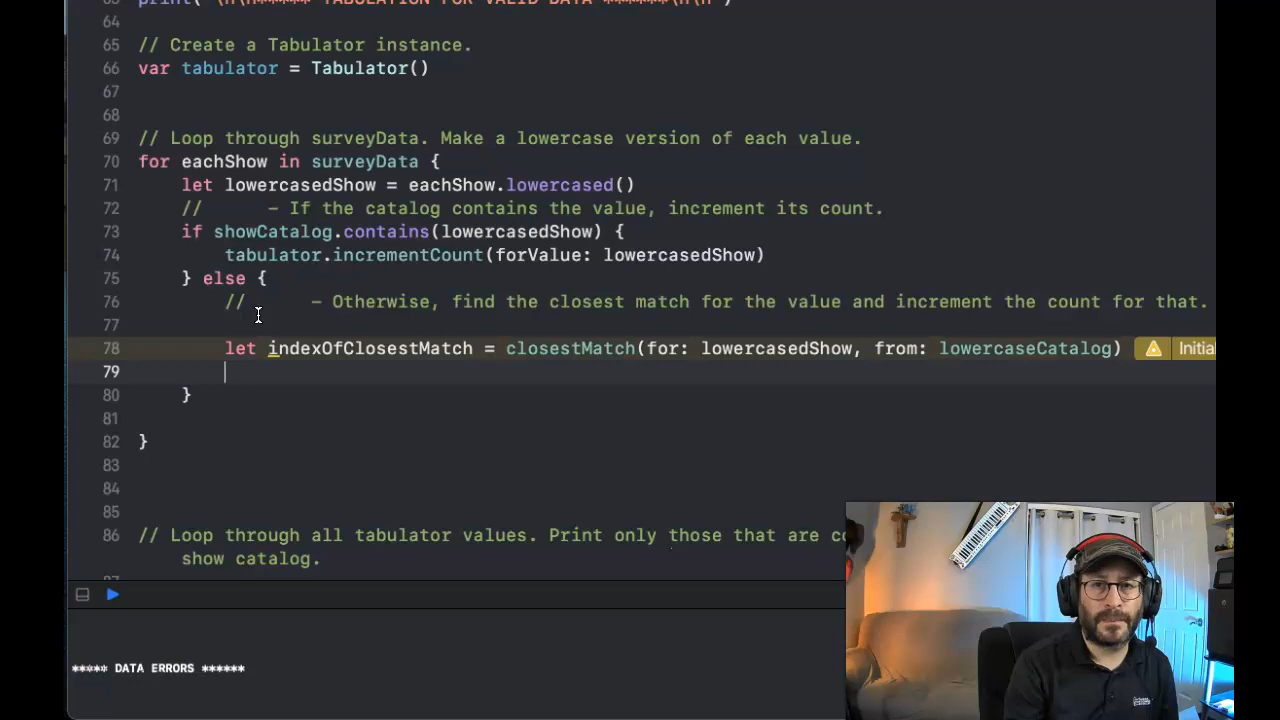 64
65 // Create a Tabulator instance.
66 var tabulator = Tabulator()
67
68
69 // Loop through surveyData. Make a lowercase version of each value.
70 for eachShow in surveyData {
71 let lowercasedShow = eachShow.lowercased()
72 // - If the catalog contains the value, increment its count.
73 if showCatalog.contains(lowercasedShow) {
74 tabulator.incrementCount(forValue: lowercasedShow)
75 } else {
76 // - Otherwise, find the closest match for the value and increment the count for that.
77
78 let indexOfClosestMatch = closestMatch(for: lowercasedShow, from: lowercaseCatalog)
79
80 }
81
82 }
83
84
85
86 // Loop through all tabulator values. Print only those that are
show catalog.
***** DATA ERRORS ******